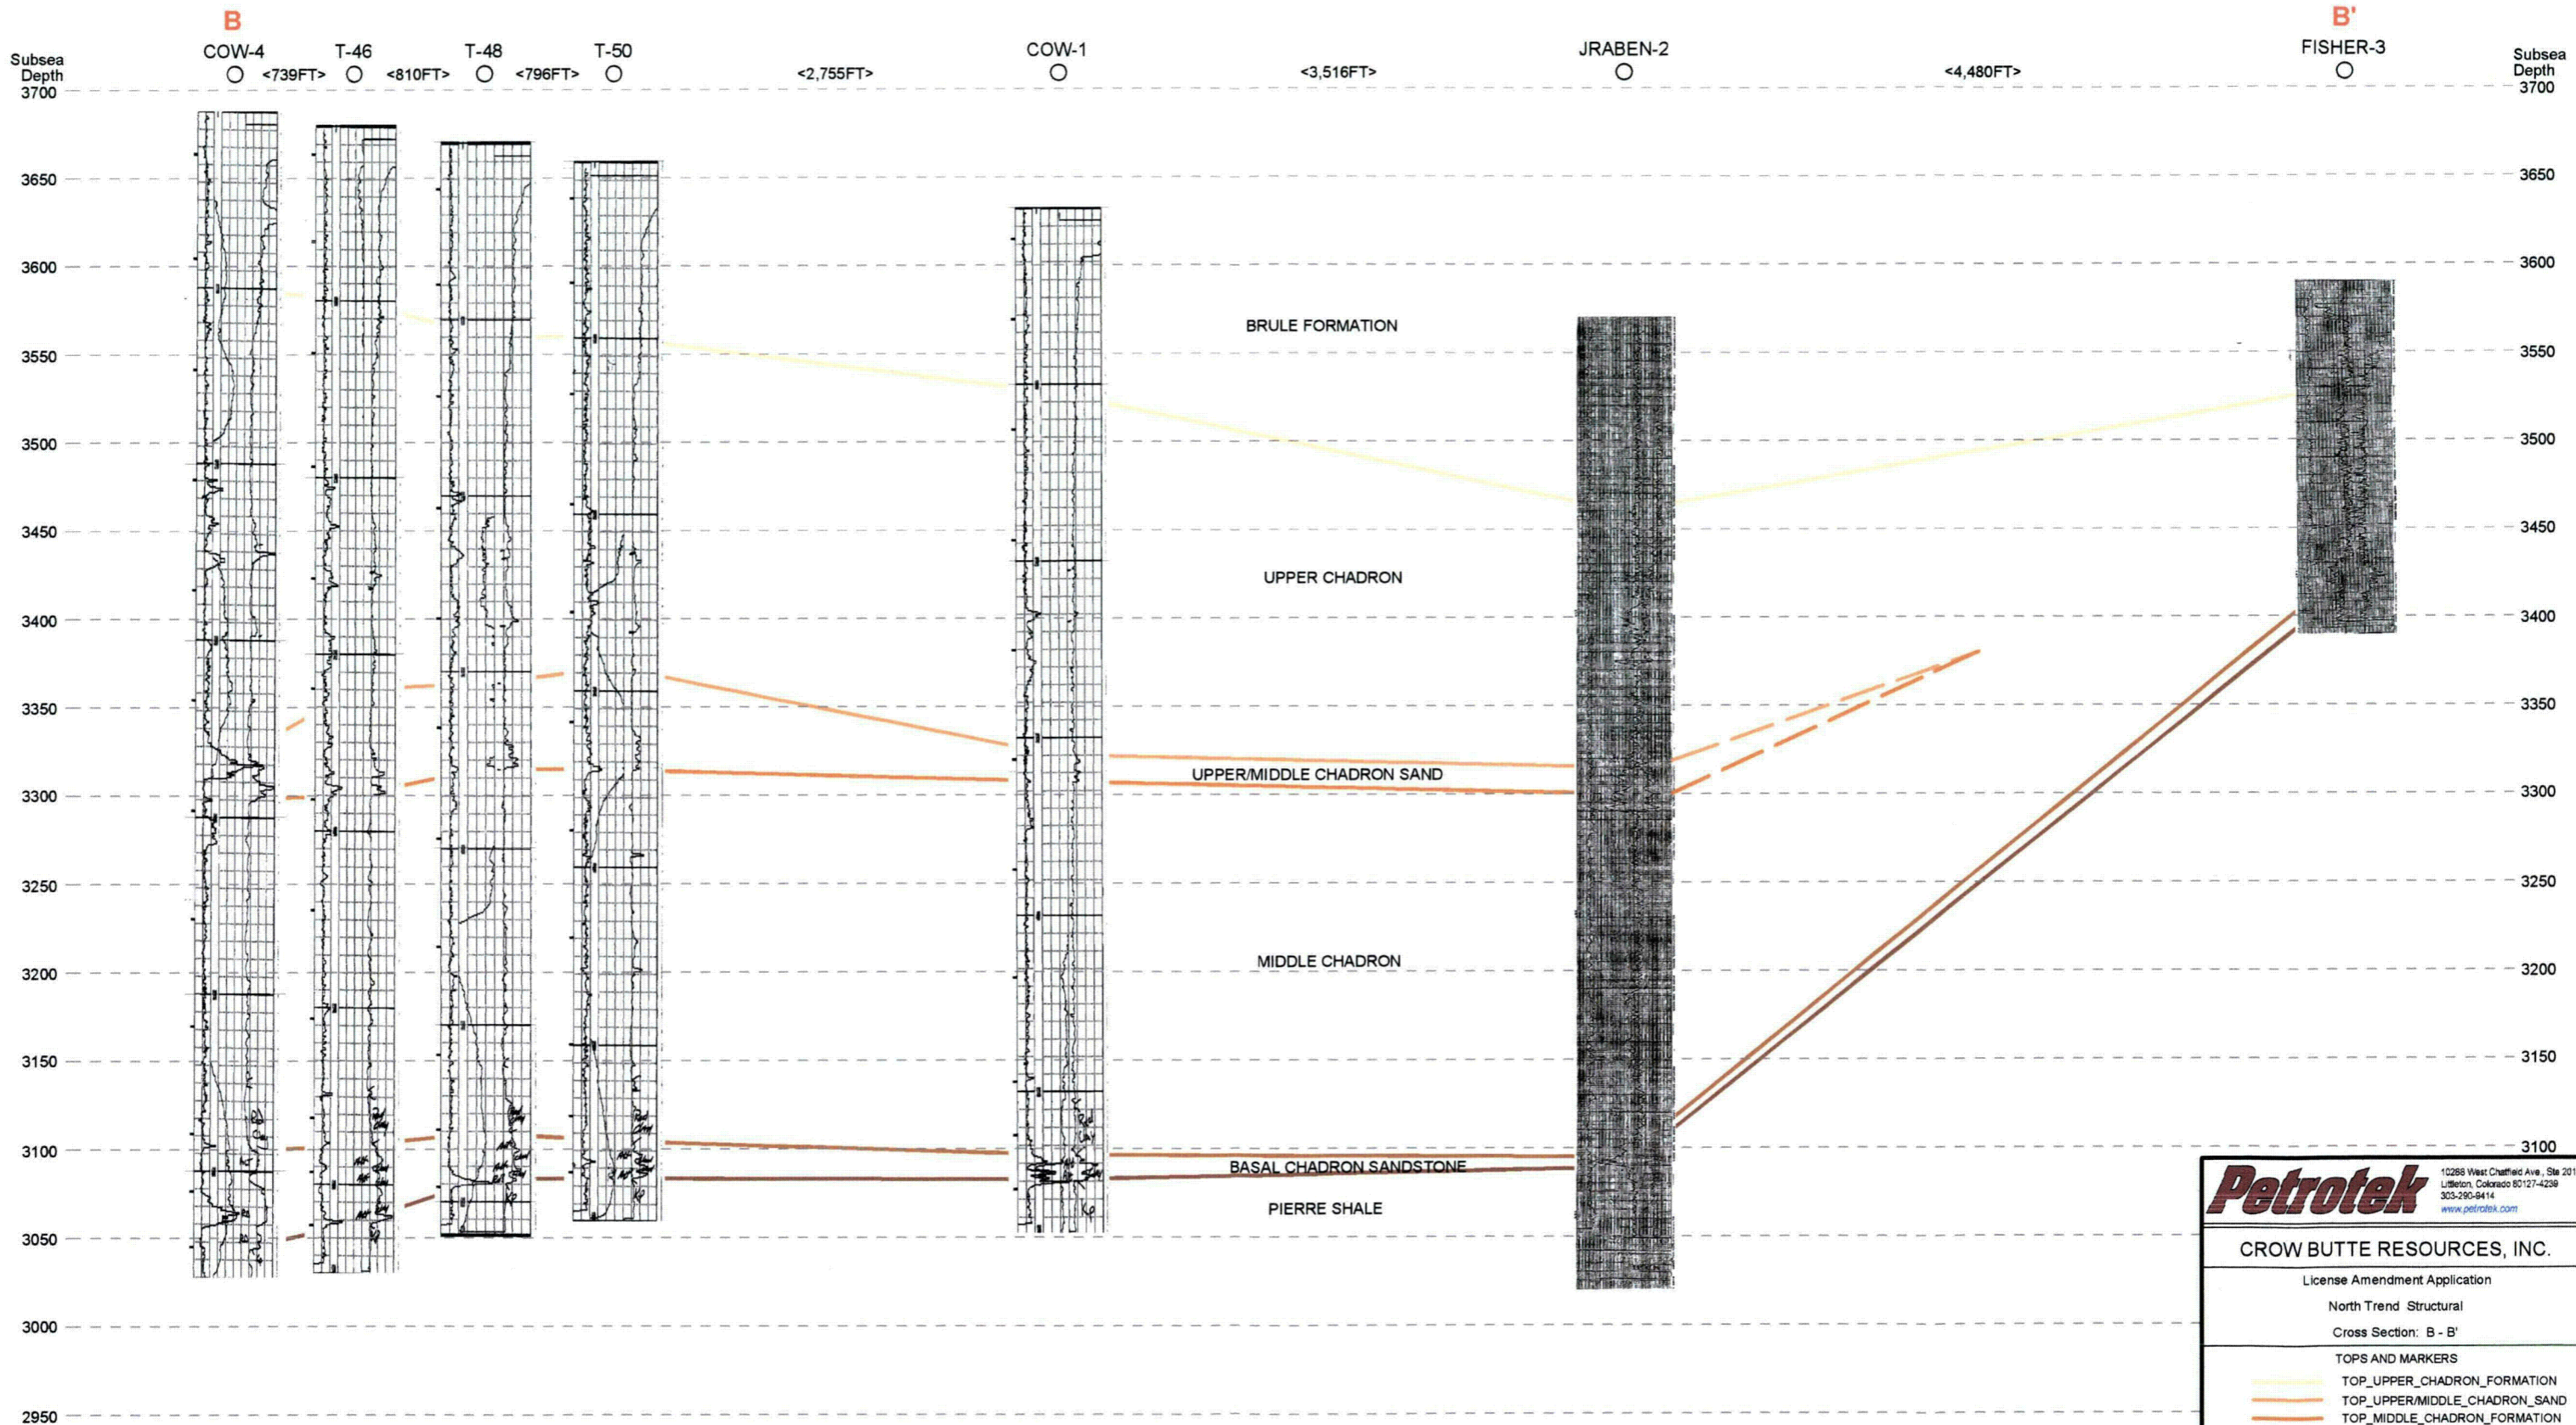 B
B'
COW-4
T-46
T-48
T-50
COW-1
JRABEN-2
FISHER-3
Subsea
Depth
<739FT>
<810FT>
<796FT>
<2,755FT>
<3,516FT>
<4,480FT>
Subsea
Depth
3700
3700
3650
3650
3600
3600
BRULE FORMATION
3550
3550
3500
3500
3450
3450
UPPER CHADRON
3400
3400
3350
3350
UPPER/MIDDLE CHADRON SAND
3300
3300
3250
3250
MIDDLE CHADRON
3200
3200
3150
3150
3100
3100
BASAL CHADRON SANDSTONE
PIERRE SHALE
3050
3000
2950
Petrotek
10288 West Chatfield Ave., Ste 201
Littleton, Colorado 80127-4239
303-290-9414
www.petrotek.com
CROW BUTTE RESOURCES, INC.
License Amendment Application
North Trend Structural
Cross Section: B - B'
TOPS AND MARKERS
TOP_UPPER_CHADRON_FORMATION
TOP_UPPER/MIDDLE_CHADRON_SAND
TOP_MIDDLE_CHADRON_FORMATION